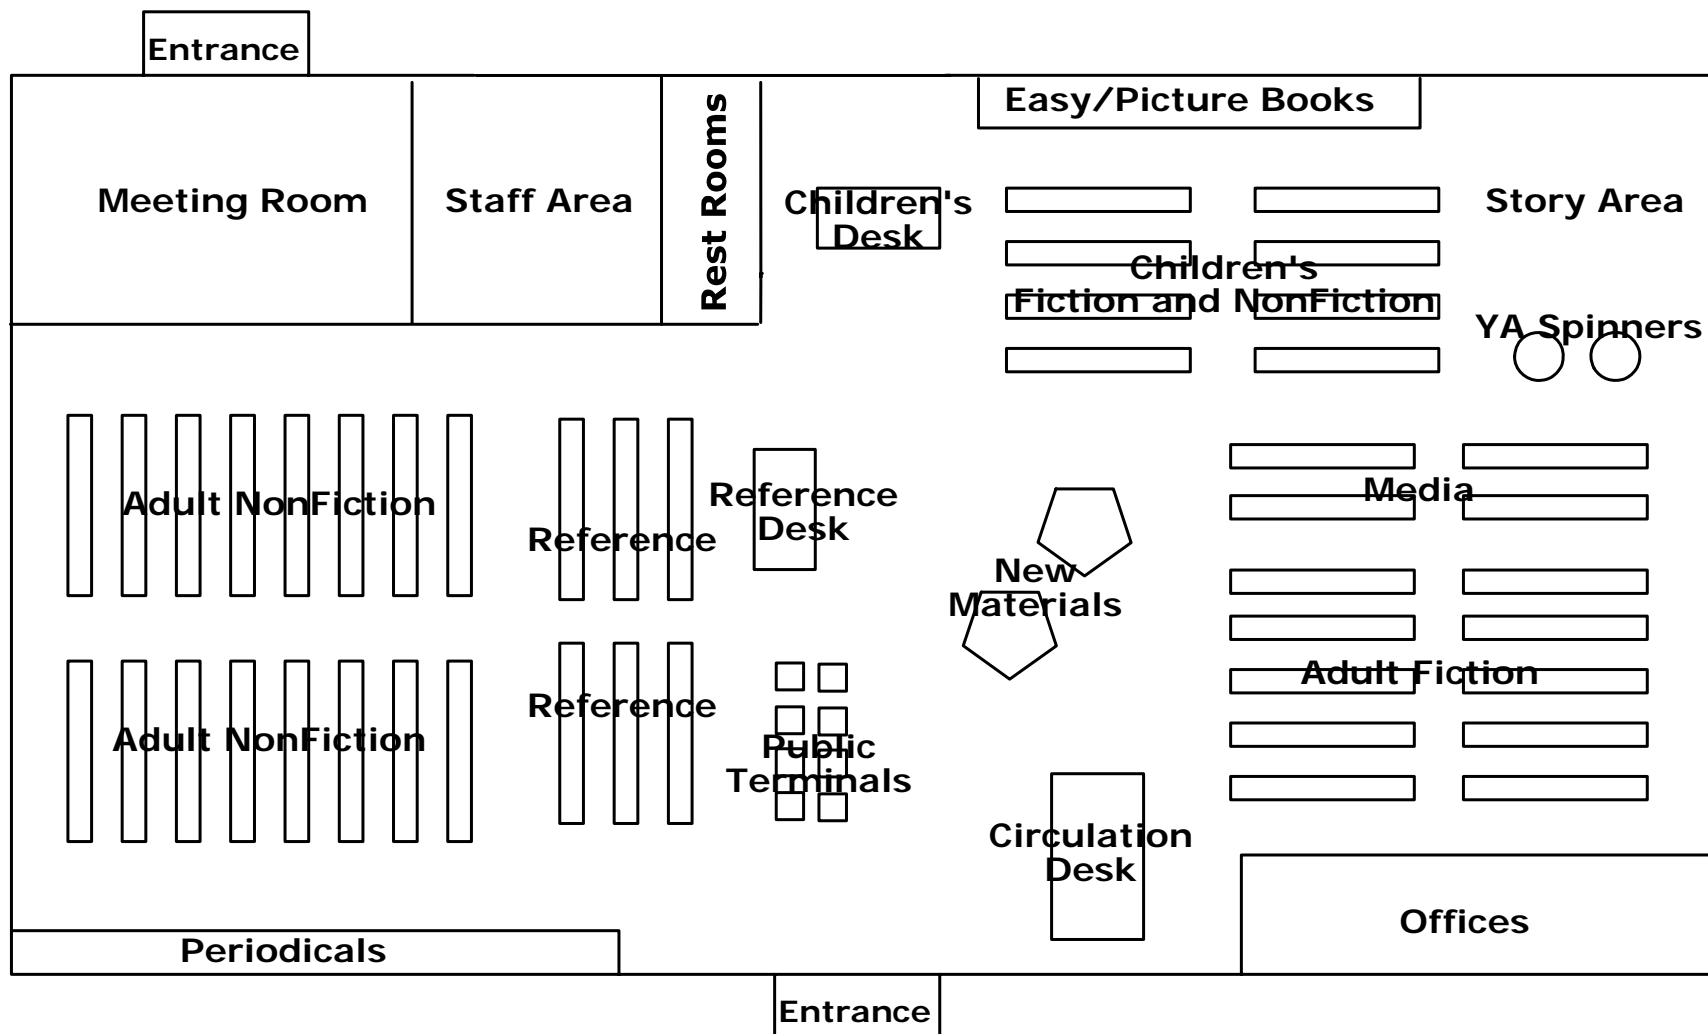 Entrance
Easy/Picture Books
Meeting Room
Staff Area
Rest Rooms
Children's
Desk
Story Area
Children's
Fiction and NonFiction
YA Spinners
Adult NonFiction
Reference
Reference
Desk
Media
New
Materials
Adult Fiction
Adult NonFiction
Reference
Public
Terminals
Circulation
Desk
Offices
Periodicals
Entrance